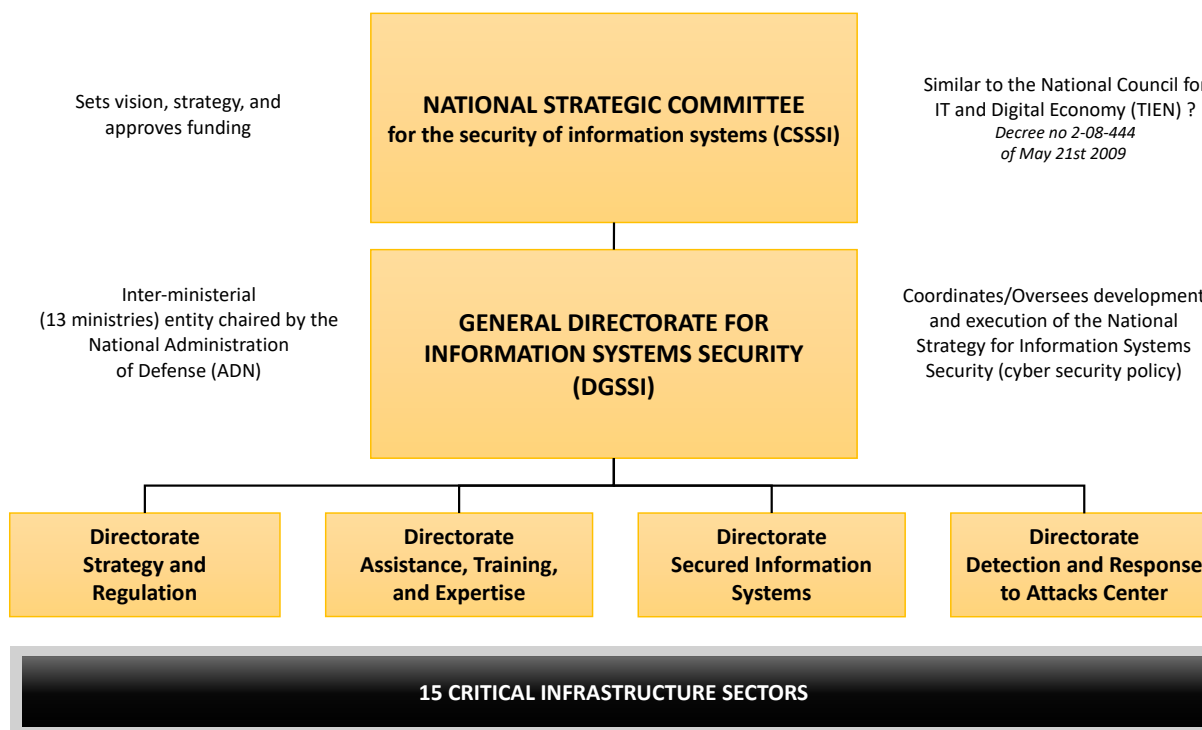 Sets vision, strategy, and
approves funding
NATIONAL STRATEGIC COMMITTEE
for the security of information systems (CSSSI)
Similar to the National Council for
IT and Digital Economy (TIEN) ?
Decree no 2-08-444
of May 21st 2009
Inter-ministerial
(13 ministries) entity chaired by the
National Administration
of Defense (ADN)
GENERAL DIRECTORATE FOR
INFORMATION SYSTEMS SECURITY
(DGSSI)
Coordinates/Oversees development
and execution of the National
Strategy for Information Systems
Security (cyber security policy)
Directorate
Strategy and
Regulation
Directorate
Assistance, Training,
and Expertise
Directorate
Secured Information
Systems
Directorate
Detection and Response
to Attacks Center
15 CRITICAL INFRASTRUCTURE SECTORS